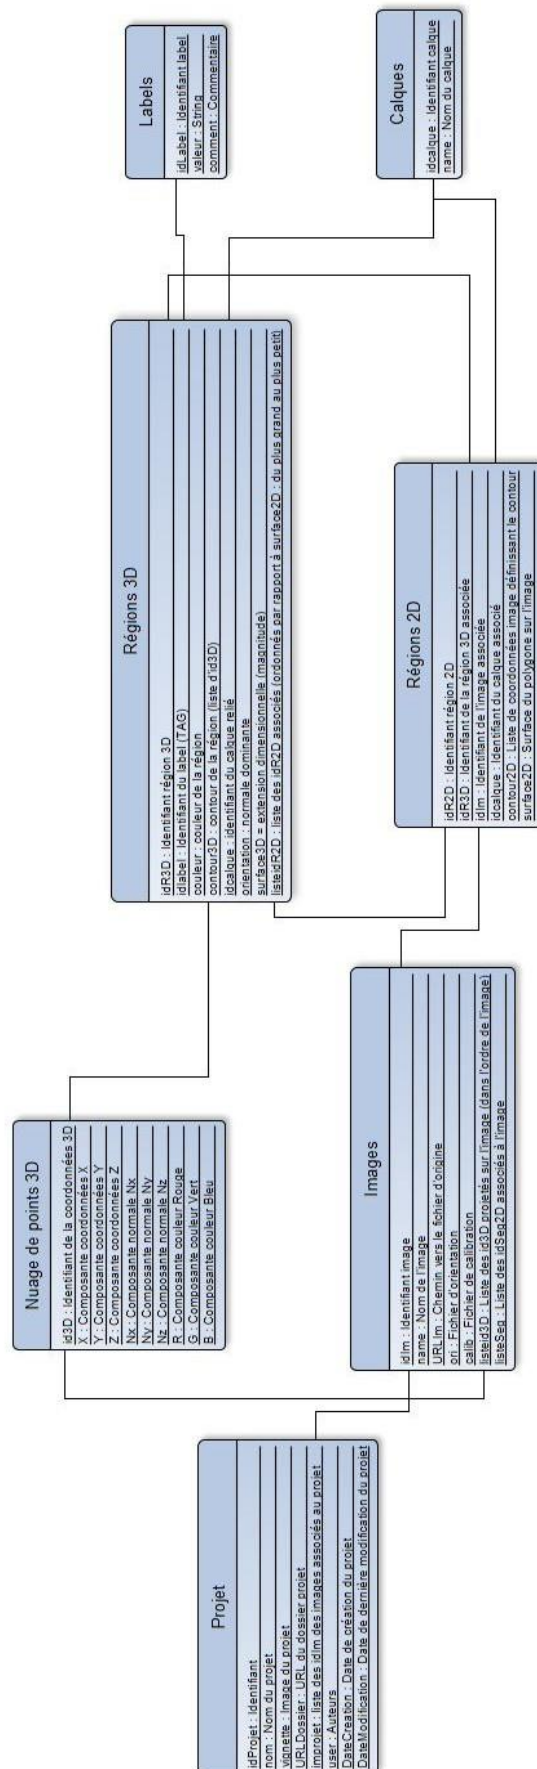 Projet
idProjet : Identifiant
nom : Nom du projet
vignette : Image du projet
URLDossier : URL du dossier projet
improjet : liste des idIm des images associés au projet
user : Auteurs
DateCreation : Date de création du projet
DateModification : Date de dernière modification du projet
Nuage de points 3D
id3D : Identifiant de la coordonnées 3D
X : Composante coordonnées X
Y : Composante coordonnées Y
Z : Composante coordonnées Z
Nx : Composante normale Nx
Ny : Composante normale Ny
Nz : Composante normale Nz
R : Composante couleur Rouge
G : Composante couleur Vert
B : Composante couleur Bleu
Images
idIm : Identifiant image
name : Nom de l'image
URLIm : Chemin vers le fichier d'origine
ori : Fichier d'orientation
calib : Fichier de calibration
listeid3D : Liste des id3D projetés sur l'image (dans l'ordre de l'image)
listeSeg : Liste des idSeg2D associés à l'image
Régions 3D
idR3D : Identifiant région 3D
idlabel : Identifiant du label (TAG)
couleur : couleur de la région
contour3D : contour de la région (liste d'id3D)
idcalque : identifiant du calque relié
orientation : normale dominante
surface3D = extension dimensionnelle (magnitude)
listeidR2D : liste des idR2D associés (ordonnés par rapport à surface2D : du plus grand au plus petit)
Régions 2D
idR2D : Identifiant région 2D
idR3D : Identifiant de la région 3D associée
idIm : Identifiant de l'image associée
idcalque : Identifiant du calque associé
contour2D : Liste de coordonnées image définissant le contour
surface2D : Surface du polygone sur l'image
Labels
idLabel : Identifiant label
valeur : String
comment : Commentaire
Calques
idcalque : Identifiant calque
name : Nom du calque